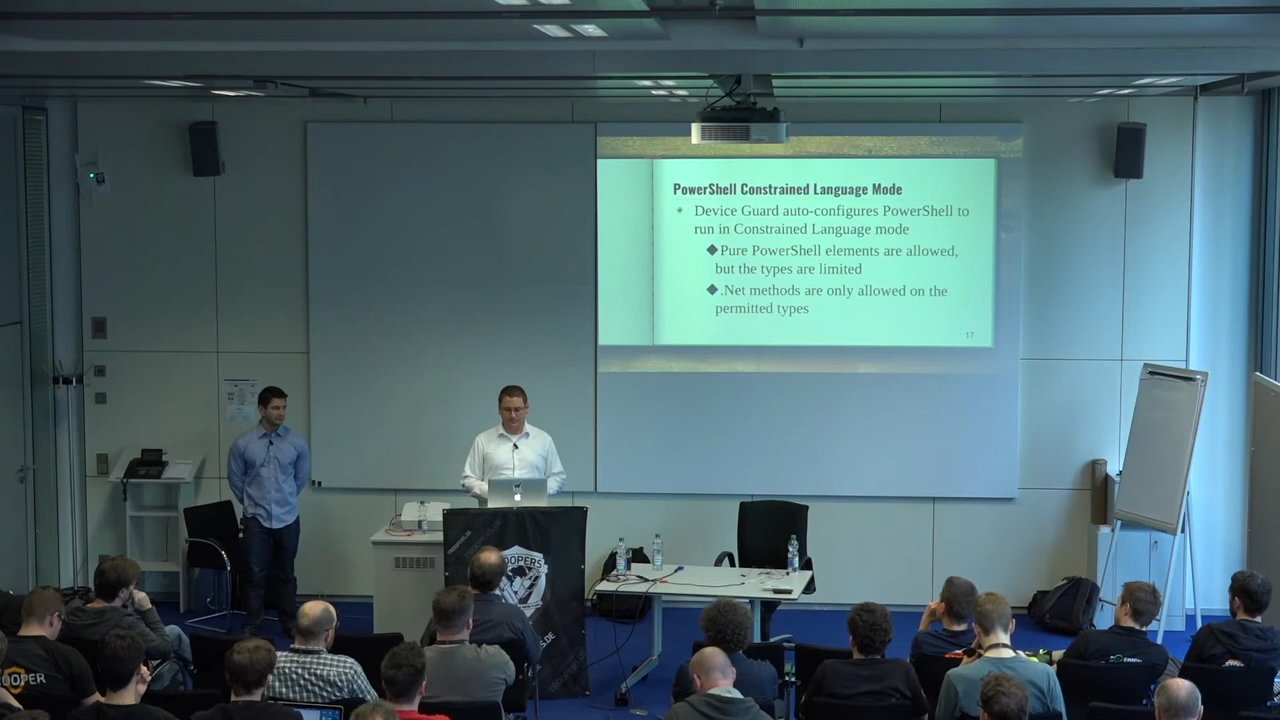 PowerShell Constrained Language Mode
Device Guard auto-configures PowerShell to
run in Constrained Language mode
Pure PowerShell elements are allowed,
but the types are limited
.Net methods are only allowed on the
permitted types
17
OOPERS
OOPER